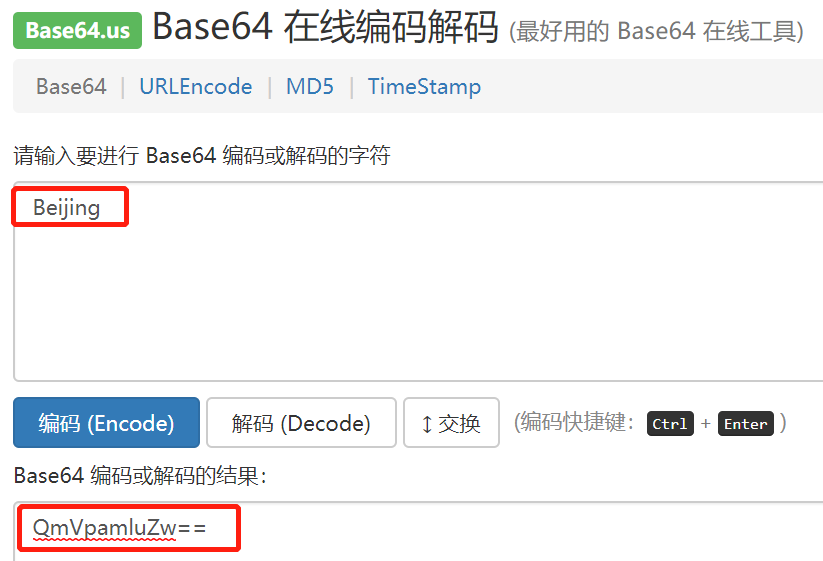 Base64.us Base64 在线编码解码 (最好用的 Base64 在线工具)
Base64 | URLEncode | MD5 | TimeStamp
请输入要进行 Base64 编码或解码的字符
Beijing
编码 (Encode) 解码 (Decode) ↕ 交换 (编码快捷键: Ctrl + Enter )
Base64 编码或解码的结果:
QmVpamluZw==